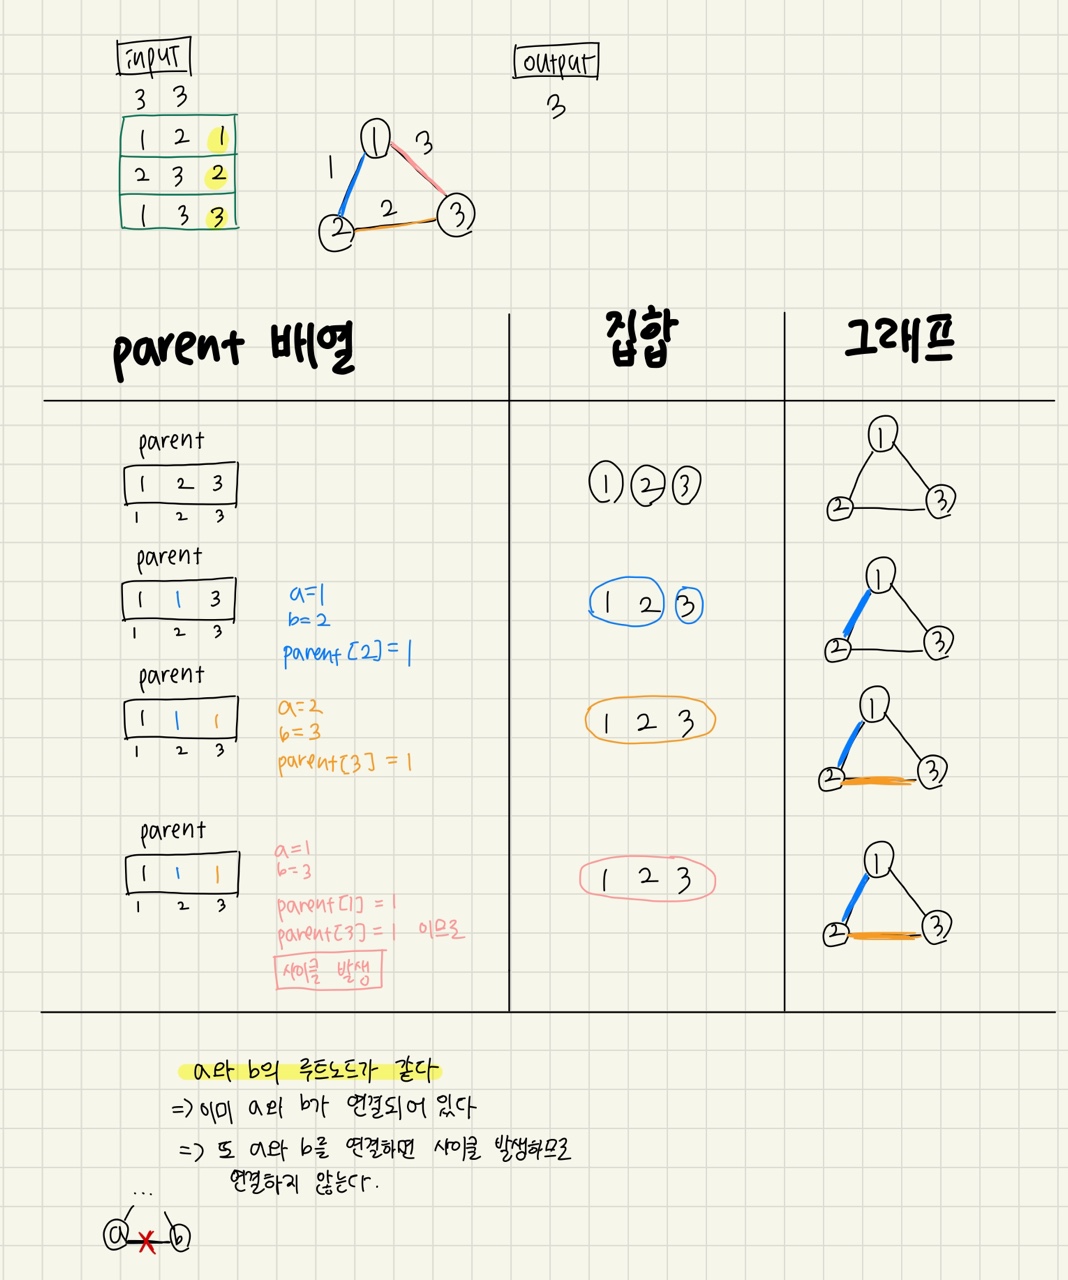 input
output
3 3
3
1 2 1
2 3 2
1 3 3
1
3
1
2
2
3
parent 배열
집합
그래프
parent
1 2 3
1 2 3
1 2 3
1
2
3
parent
1 1 3
1 2 3
a=1
b=2
parent[2]=1
1 2 3
1
2
3
parent
1 1 1
1 2 3
a=2
b=3
parent[3]=1
1 2 3
1
2
3
parent
1 1 1
1 2 3
a=1
b=3
parent[1] = 1
parent[3] = 1 이므로
사이클 발생
1 2 3
1
2
3
a와 b의 루트노드가 같다
=> 이미 a와 b가 연결되어 있다
=> 또 a와 b를 연결하면 사이클 발생하므로
연결하지 않는다.
...
a X b